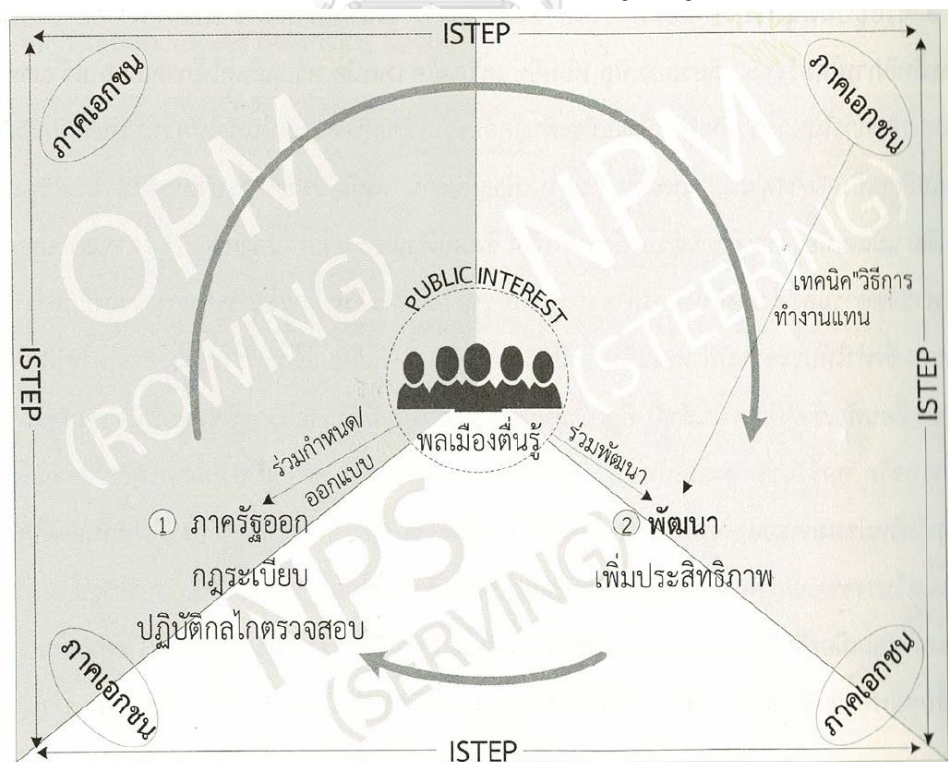 ISTEP
ภาคเอกชน
ภาคเอกชน
OPM
(ROWING)
NPM
(STEERING)
PUBLIC INTEREST
เทคนิค"วิธีการ
ทำงานแทน
ISTEP
ISTEP
พลเมืองตื่นรู้
ร่วมกำหนด/
ออกแบบ
ร่วมพัฒนา
① ภาครัฐออก
กฎระเบียบ
ปฏิบัติกลไกตรวจสอบ
② พัฒนา
เพิ่มประสิทธิภาพ
NPS
(SERVING)
ภาคเอกชน
ภาคเอกชน
ISTEP